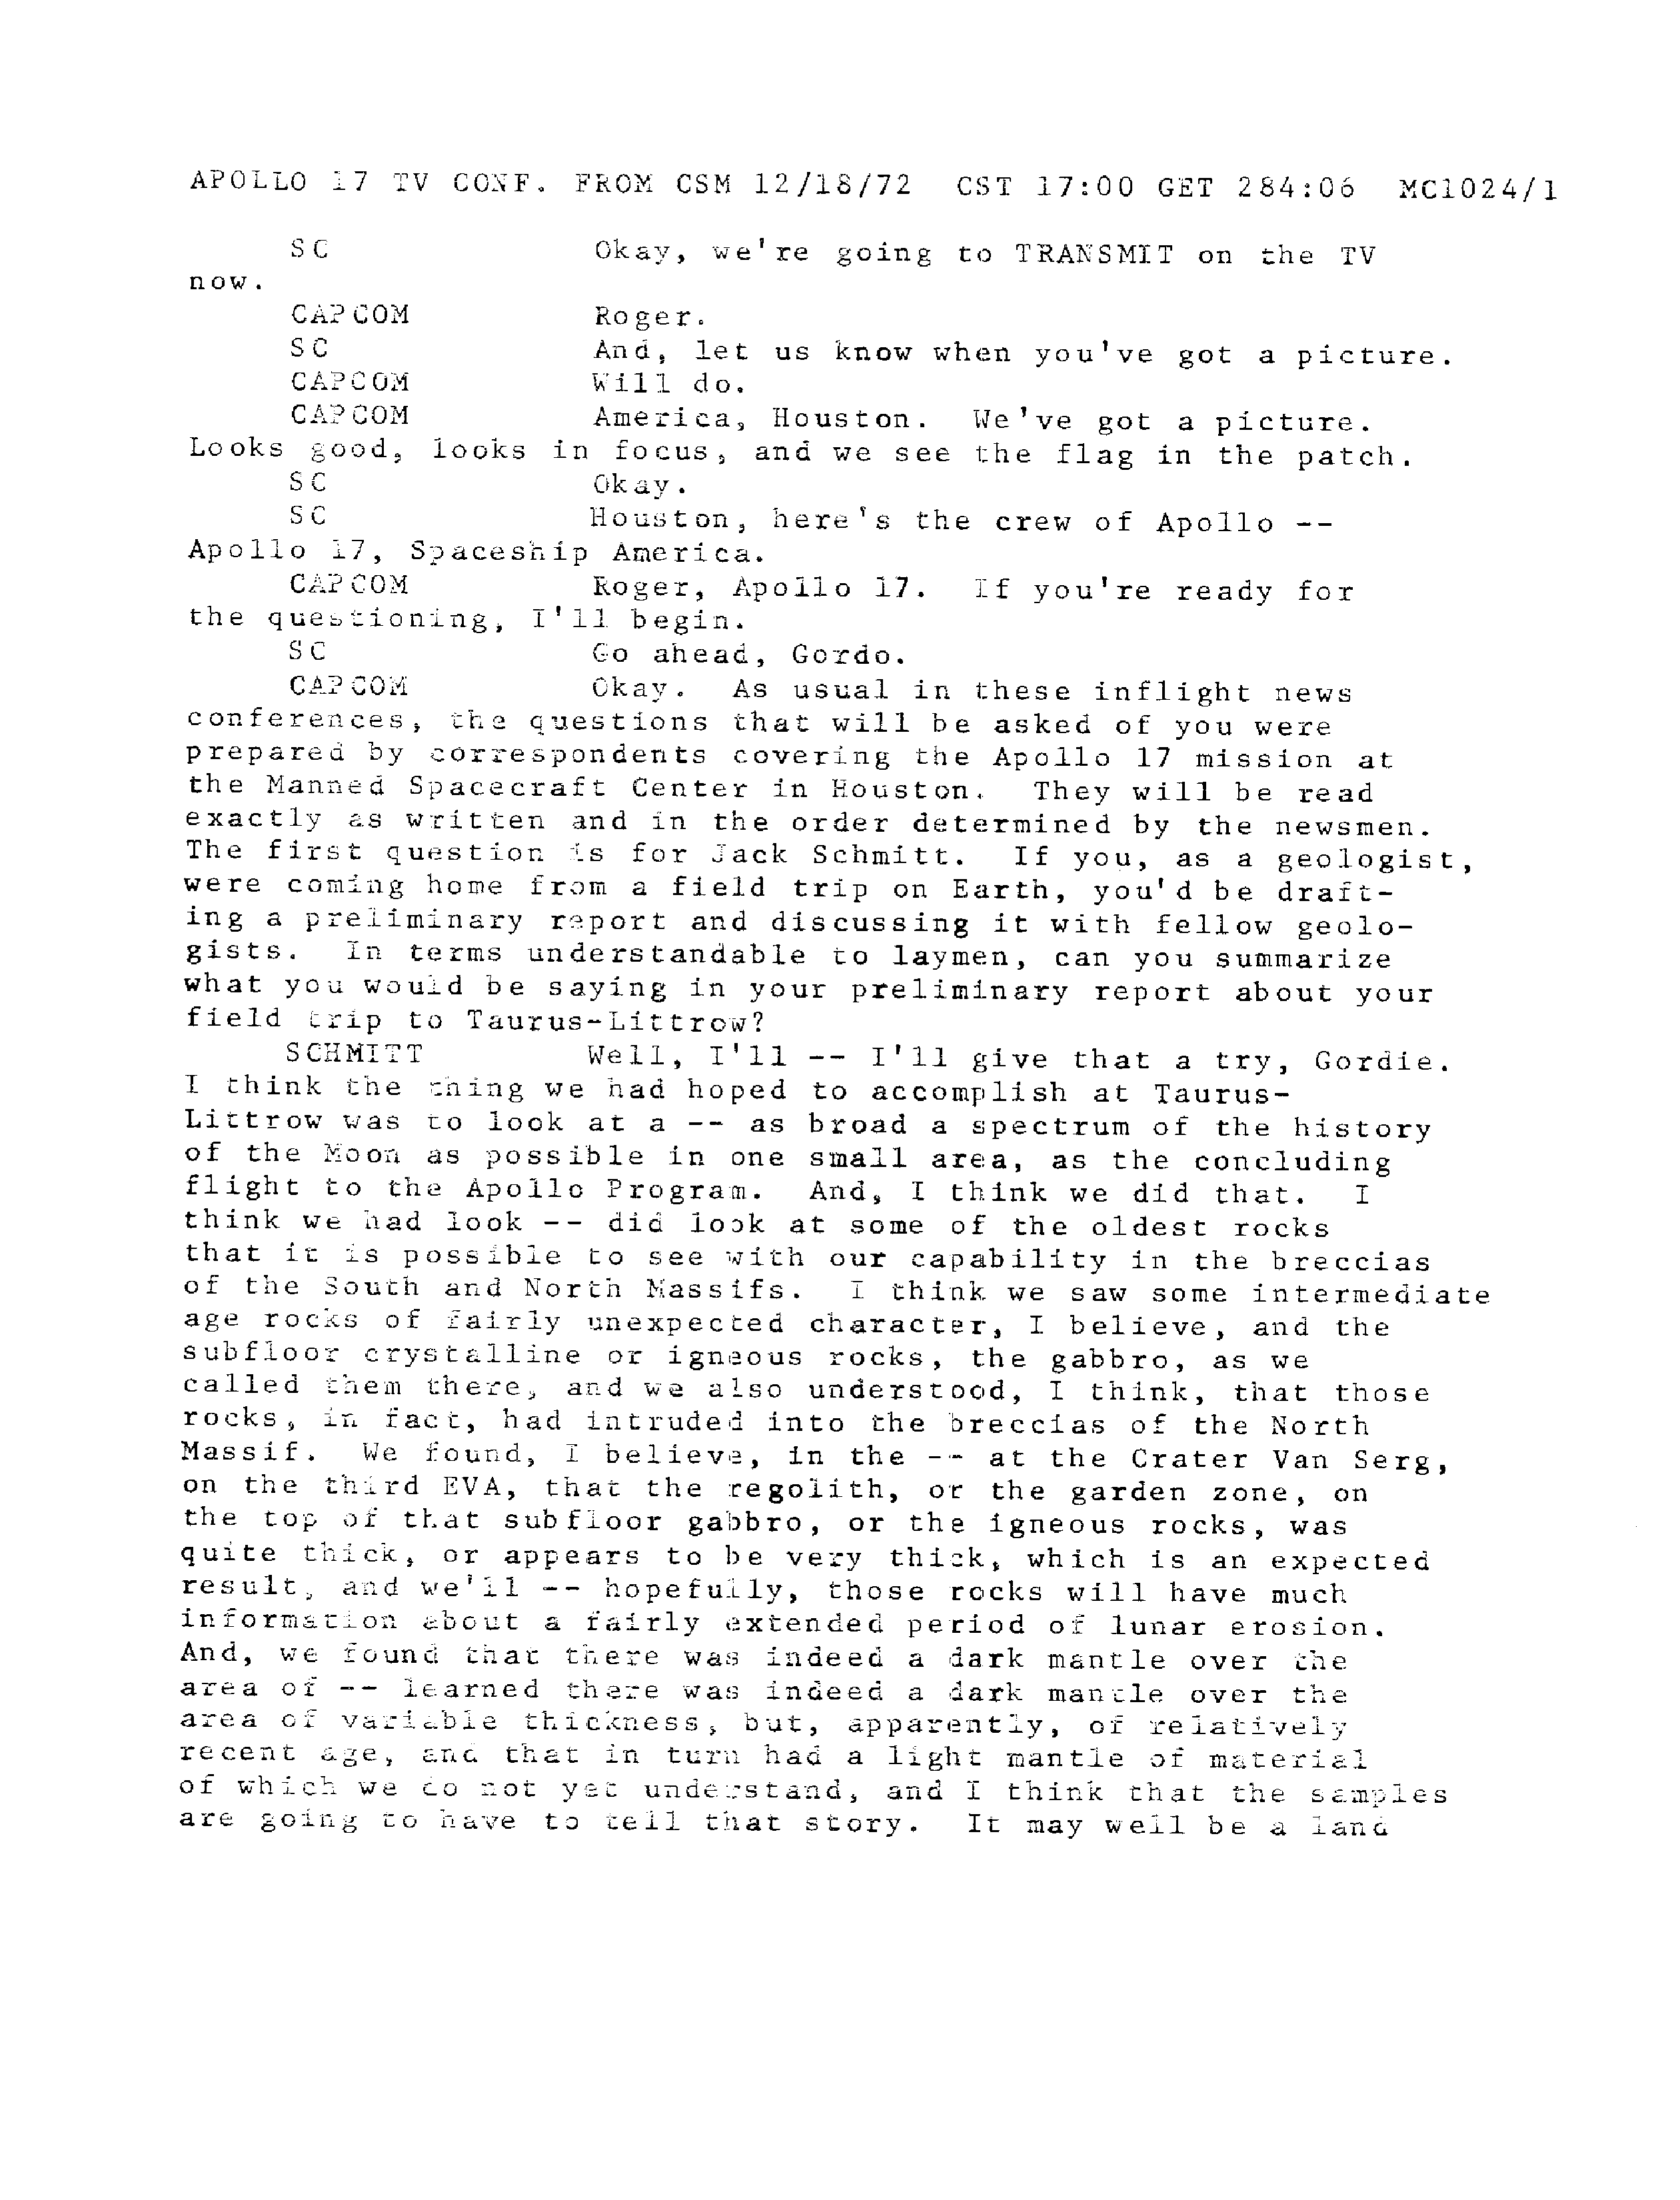 APOLLO 17 TV CONF. FROM CSM 12/18/72 CST 17:00 GET 284:06 MC1024/1
SC Okay, we're going to TRANSMIT on the TV
now.
CAPCOM Roger.
SC And, let us know when you've got a picture.
CAPCOM Will do.
CAPCOM America, Houston. We've got a picture.
Looks good, looks in focus, and we see the flag in the patch.
SC Okay.
SC Houston, here's the crew of Apollo --
Apollo 17, Spaceship America.
CAPCOM Roger, Apollo 17. If you're ready for
the questioning, I'll begin.
SC Go ahead, Gordo.
CAPCOM Okay. As usual in these inflight news
conferences, the questions that will be asked of you were
prepared by correspondents covering the Apollo 17 mission at
the Manned Spacecraft Center in Houston. They will be read
exactly as written and in the order determined by the newsmen.
The first question is for Jack Schmitt. If you, as a geologist,
were coming home from a field trip on Earth, you'd be draft-
ing a preliminary report and discussing it with fellow geolo-
gists. In terms understandable to laymen, can you summarize
what you would be saying in your preliminary report about your
field trip to Taurus-Littrow?
SCHMITT Well, I'll -- I'll give that a try, Gordie.
I think the thing we had hoped to accomplish at Taurus-
Littrow was to look at a -- as broad a spectrum of the history
of the Moon as possible in one small area, as the concluding
flight to the Apollo Program. And, I think we did that. I
think we had look -- did look at some of the oldest rocks
that it is possible to see with our capability in the breccias
of the South and North Massifs. I think we saw some intermediate
age rocks of fairly unexpected character, I believe, and the
subfloor crystalline or igneous rocks, the gabbro, as we
called them there, and we also understood, I think, that those
rocks, in fact, had intruded into the breccias of the North
Massif. We found, I believe, in the -- at the Crater Van Serg,
on the third EVA, that the regolith, or the garden zone, on
the top of that subfloor gabbro, or the igneous rocks, was
quite thick, or appears to be very thick, which is an expected
result, and we'll -- hopefully, those rocks will have much
information about a fairly extended period of lunar erosion.
And, we found that there was indeed a dark mantle over the
area of -- learned there was indeed a dark mantle over the
area of variable thickness, but, apparently, of relatively
recent age, and that in turn had a light mantle of material
of which we do not yet understand, and I think that the samples
are going to have to tell that story. It may well be a land